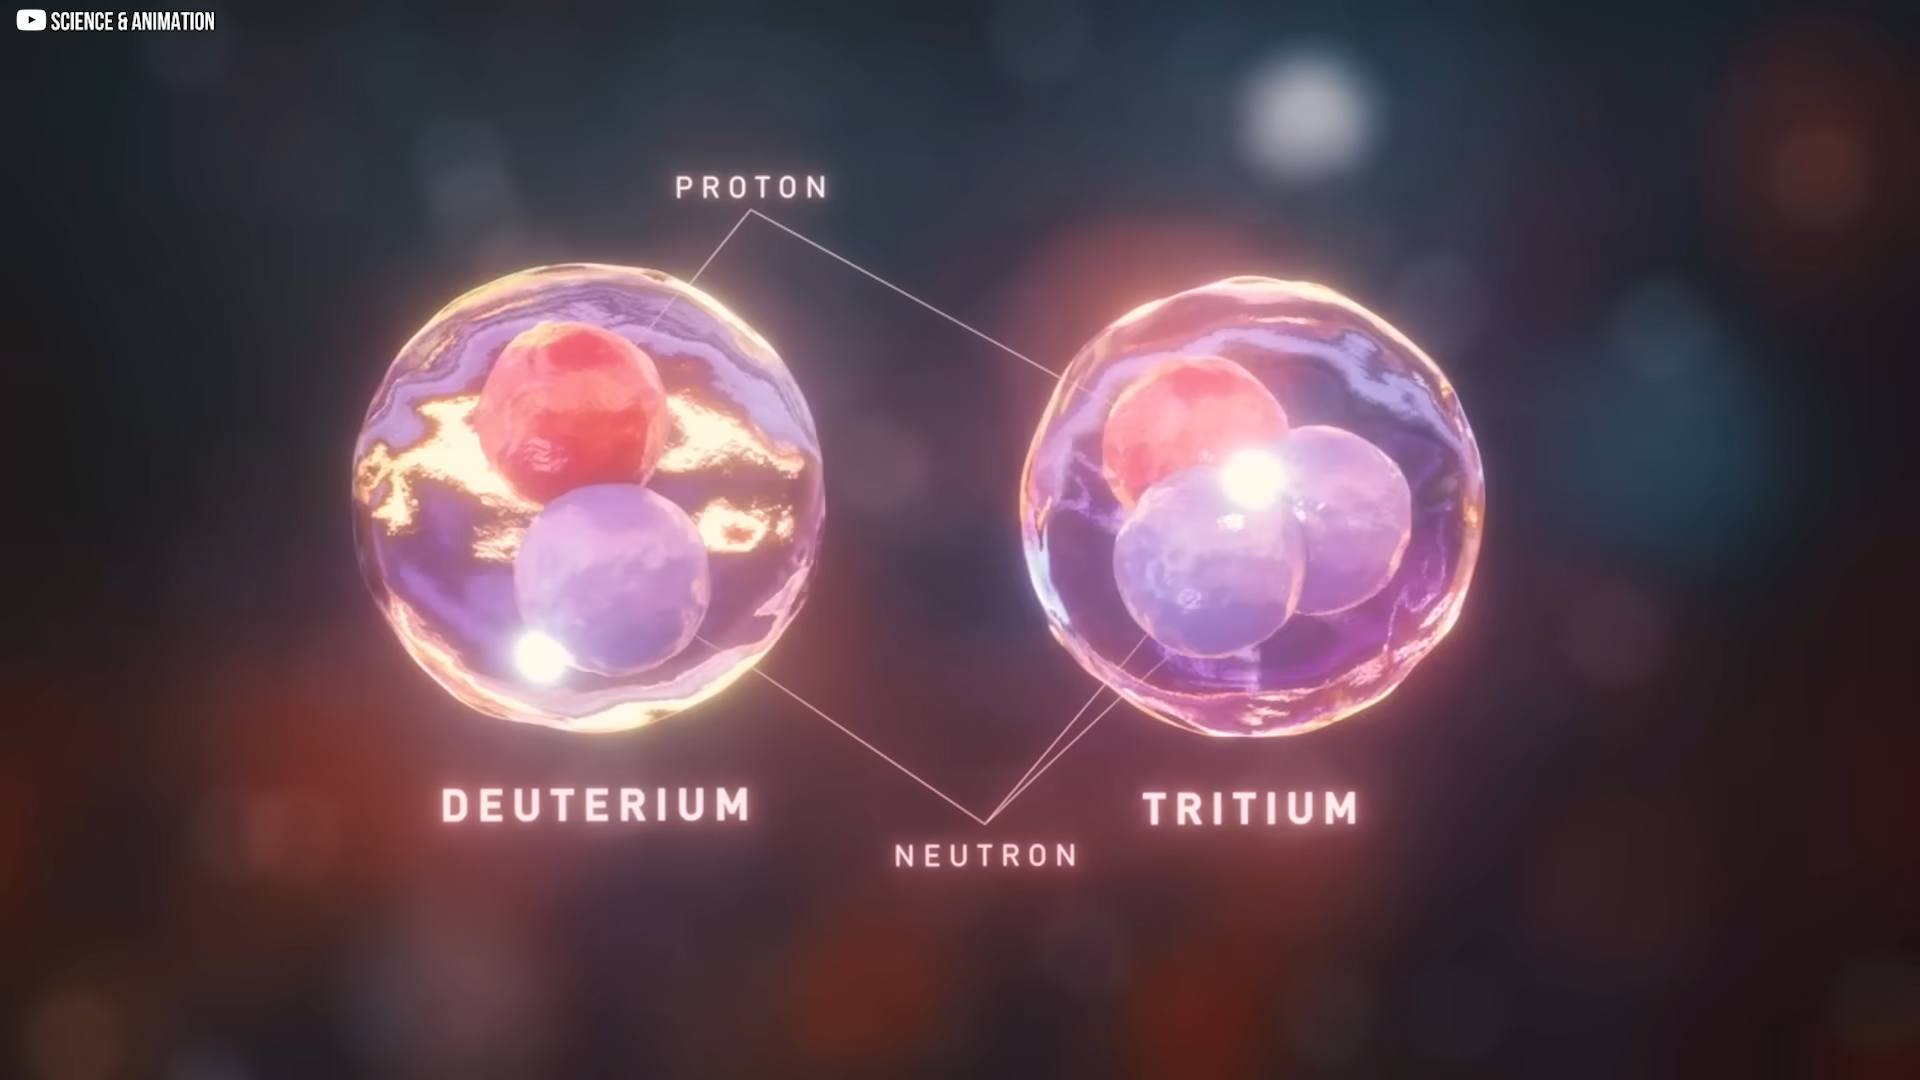 SCIENCE & ANIMATION
PROTON
DEUTERIUM
TRITIUM
NEUTRON